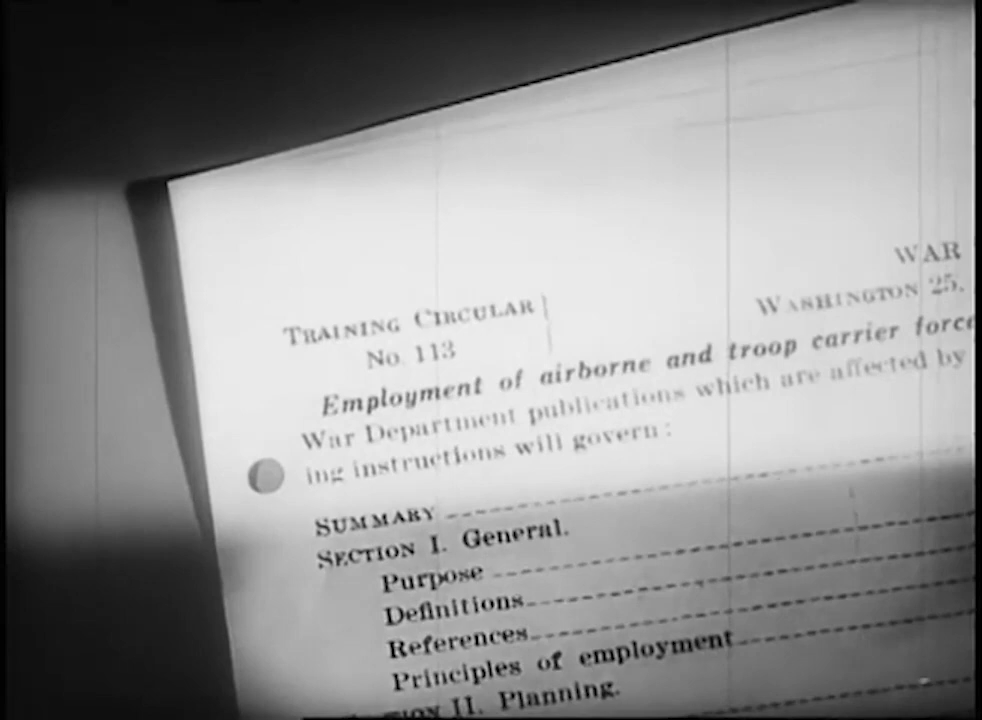 WAR
WASHINGTON 25,
TRAINING CIRCULAR
No. 113
Employment of airborne and troop carrier force
War Department publications which are affected by
ing instructions will govern:
SUMMARY
SECTION I. General.
Purpose
Definitions
References
Principles of employment
II. Planning.